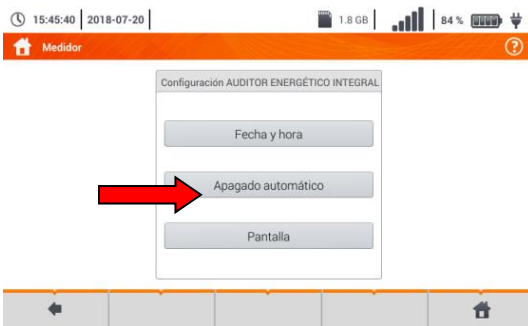 15:45:40 2018-07-20 1.8 GB 84 %
Medidor ?
Configuración AUDITOR ENERGÉTICO INTEGRAL
Fecha y hora
Apagado automático
Pantalla